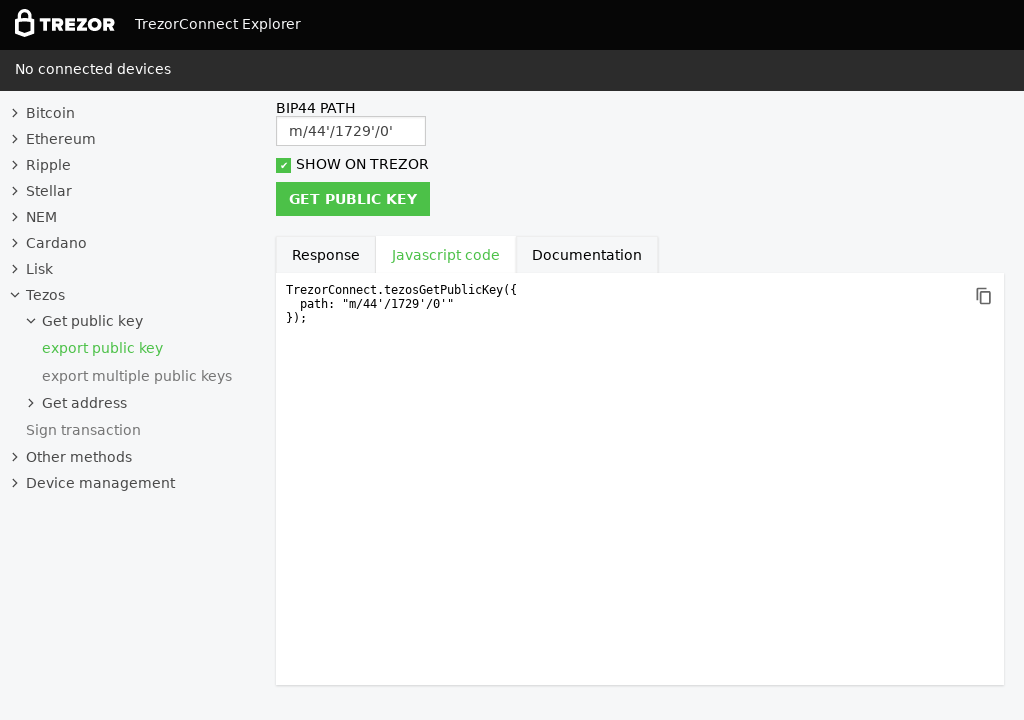 TREZOR TrezorConnect Explorer
No connected devices
Bitcoin
Ethereum
Ripple
Stellar
NEM
Cardano
Lisk
Tezos
Get public key
export public key
export multiple public keys
Get address
Sign transaction
Other methods
Device management
BIP44 PATH
m/44'/1729'/0'
SHOW ON TREZOR
GET PUBLIC KEY
Response Javascript code Documentation
TrezorConnect.tezosGetPublicKey({
  path: "m/44'/1729'/0'"
});